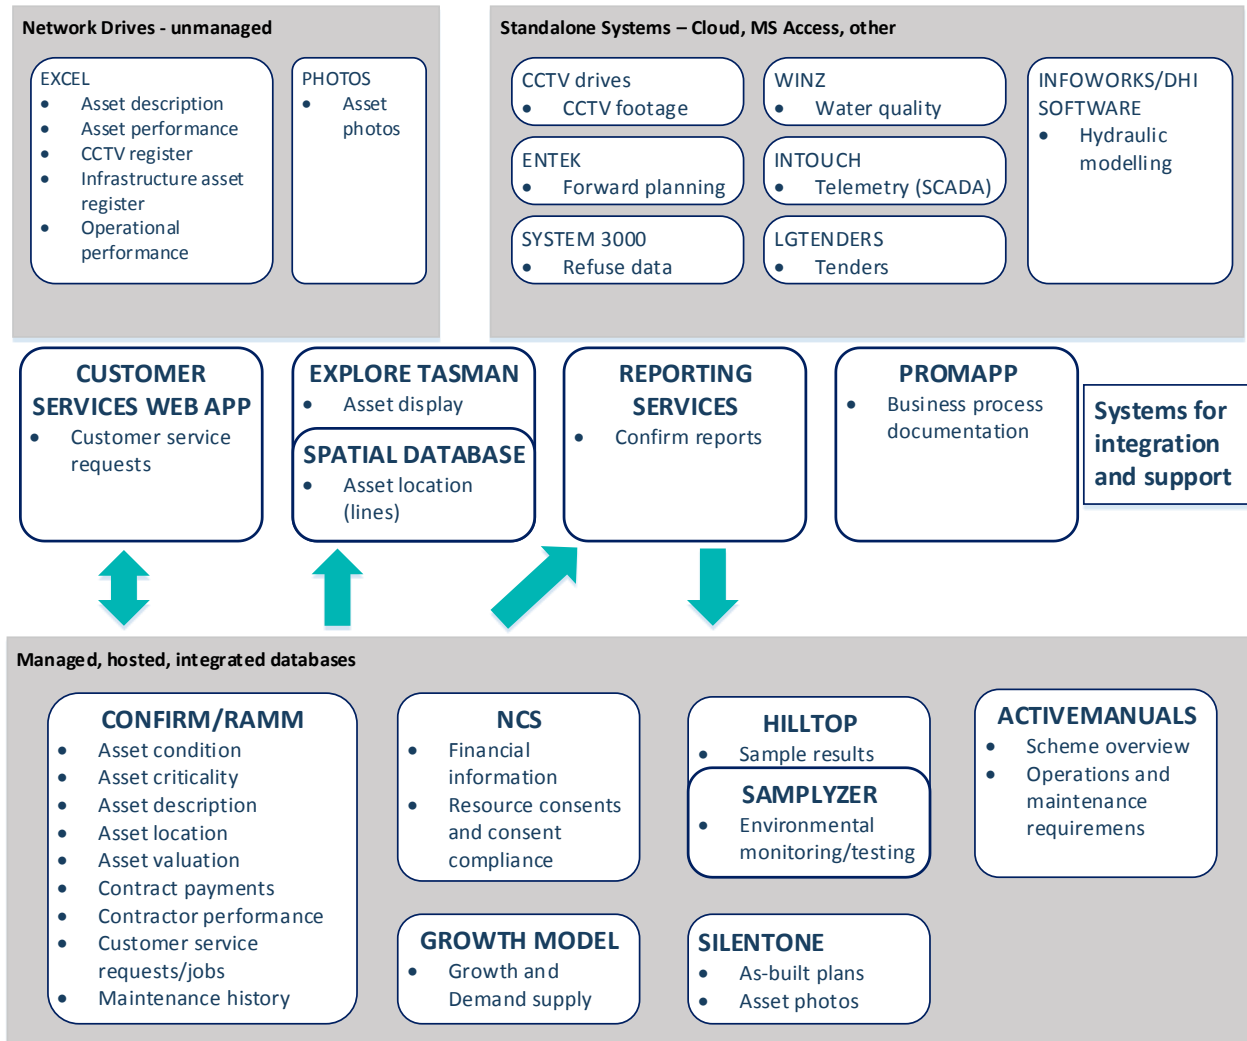 Network Drives - unmanaged
EXCEL
• Asset description
• Asset performance
• CCTV register
• Infrastructure asset
register
• Operational
performance
PHOTOS
• Asset
photos
Standalone Systems – Cloud, MS Access, other
CCTV drives
• CCTV footage
WINZ
• Water quality
INFOWORKS/DHI
SOFTWARE
• Hydraulic
modelling
ENTEK
• Forward planning
INTOUCH
• Telemetry (SCADA)
SYSTEM 3000
• Refuse data
LGTENDERS
• Tenders
CUSTOMER
SERVICES WEB APP
• Customer service
requests
EXPLORE TASMAN
• Asset display
SPATIAL DATABASE
• Asset location
(lines)
REPORTING
SERVICES
• Confirm reports
PROMAPP
• Business process
documentation
Systems for
integration
and support
Managed, hosted, integrated databases
CONFIRM/RAMM
• Asset condition
• Asset criticality
• Asset description
• Asset location
• Asset valuation
• Contract payments
• Contractor performance
• Customer service
requests/jobs
• Maintenance history
NCS
• Financial
information
• Resource consents
and consent
compliance
HILLTOP
• Sample results
SAMPLYZER
• Environmental
monitoring/testing
ACTIVEMANUALS
• Scheme overview
• Operations and
maintenance
requiremens
GROWTH MODEL
• Growth and
Demand supply
SILENTONE
• As-built plans
• Asset photos